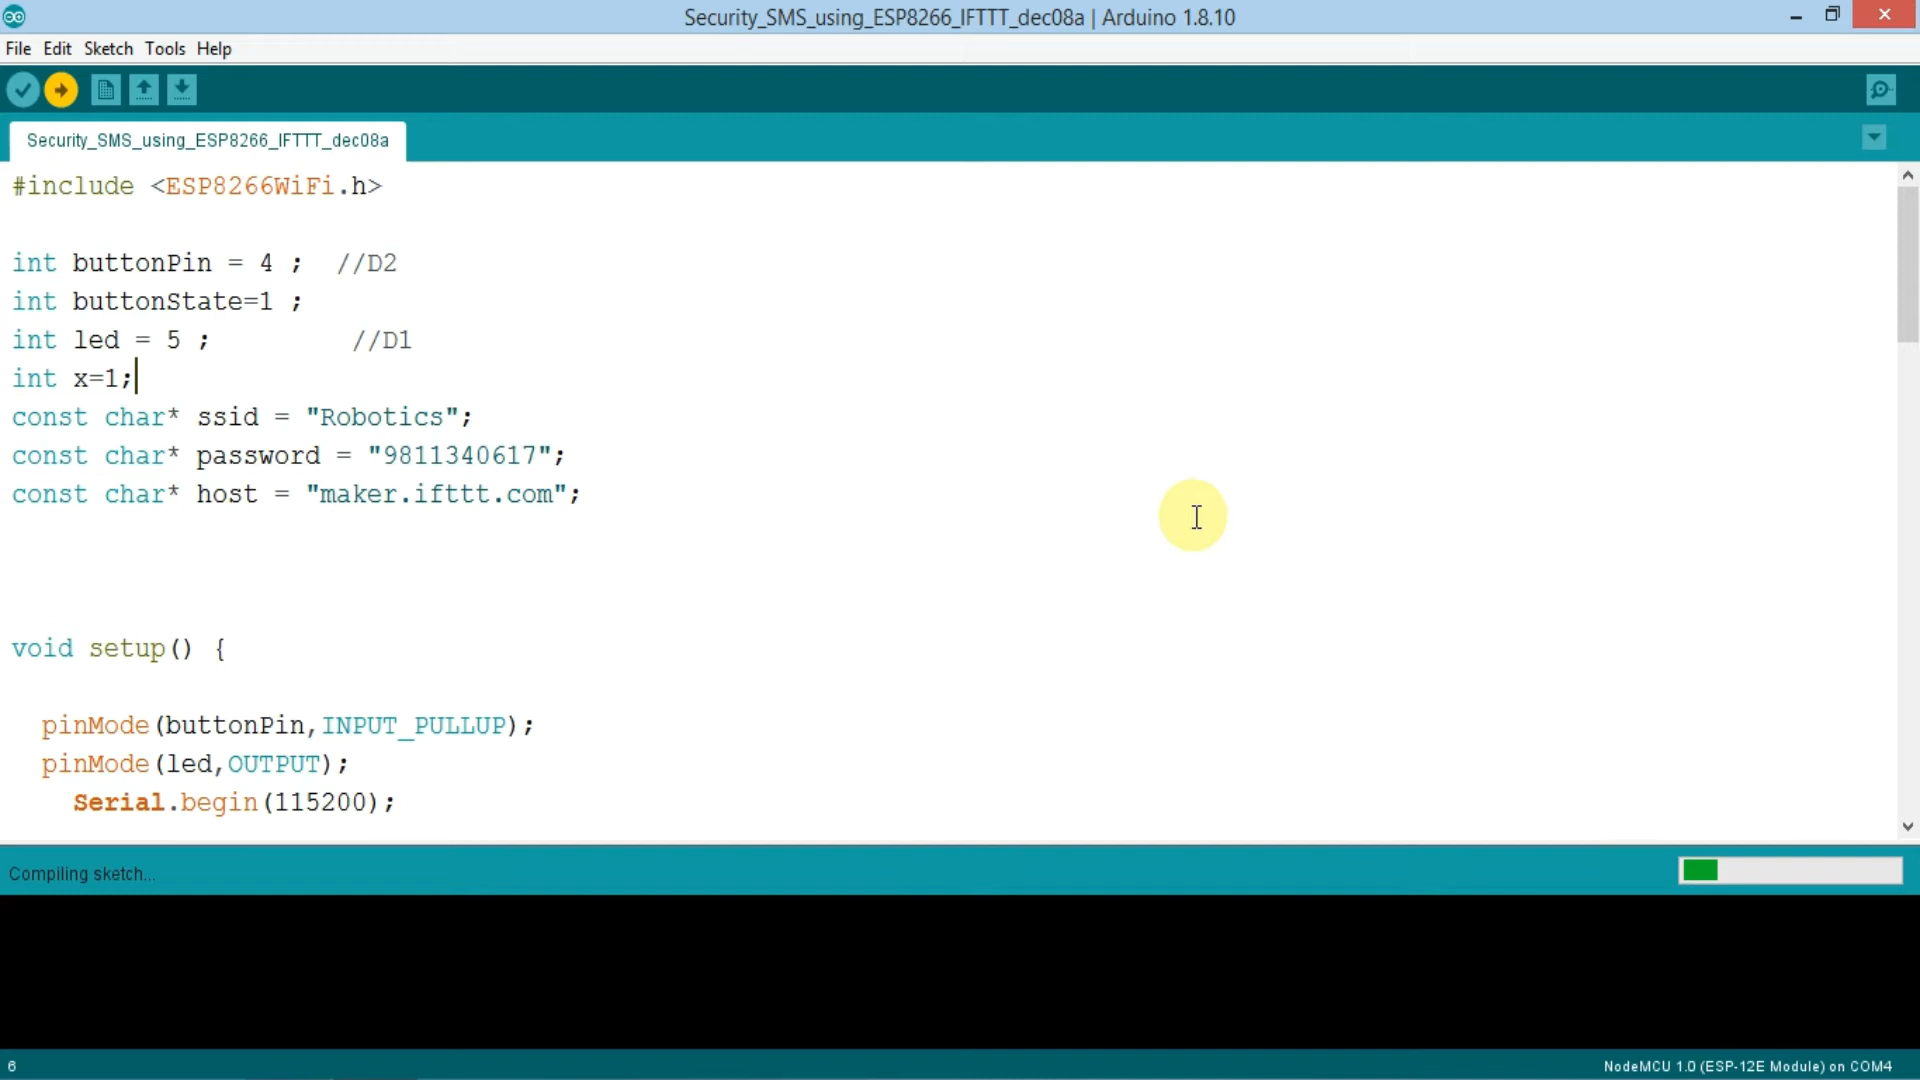 Security_SMS_using_ESP8266_IFTTT_dec08a | Arduino 1.8.10
File Edit Sketch Tools Help
Security_SMS_using_ESP8266_IFTTT_dec08a
#include <ESP8266WiFi.h>
int buttonPin = 4 ;  //D2
int buttonState=1 ;
int led = 5 ;         //D1
int x=1;
const char* ssid = "Robotics";
const char* password = "9811340617";
const char* host = "maker.ifttt.com";
void setup() {
  pinMode(buttonPin,INPUT_PULLUP);
  pinMode(led,OUTPUT);
    Serial.begin(115200);
Compiling sketch...
6
NodeMCU 1.0 (ESP-12E Module) on COM4